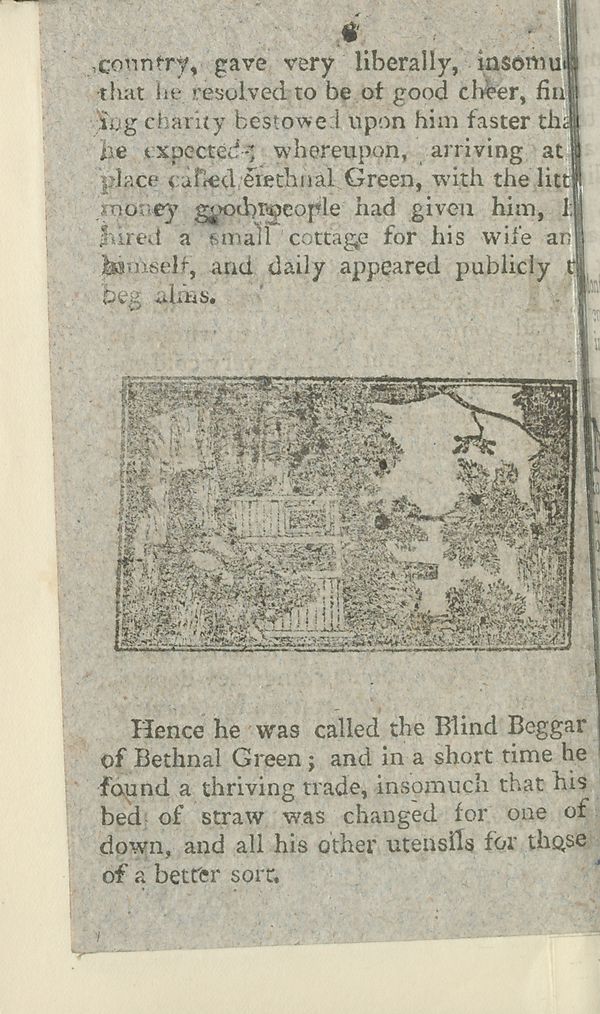 8
country, gave very liberally, insomu
that he resolved to be of good cheer, fin
ing charity bestowed upon him faster tha
he expected; whereupon, arriving at
place called Bethnal Green, with the litt
money good people had given him, h
hired a small cottage for his wife an
himself, and daily appeared publicly t
beg alms.
Hence he was called the Blind Beggar
of Bethnal Green; and in a short time he
found a thriving trade, insomuch that his
bed of straw was changed for one of
down, and all his other utensils for those
of a better sort.